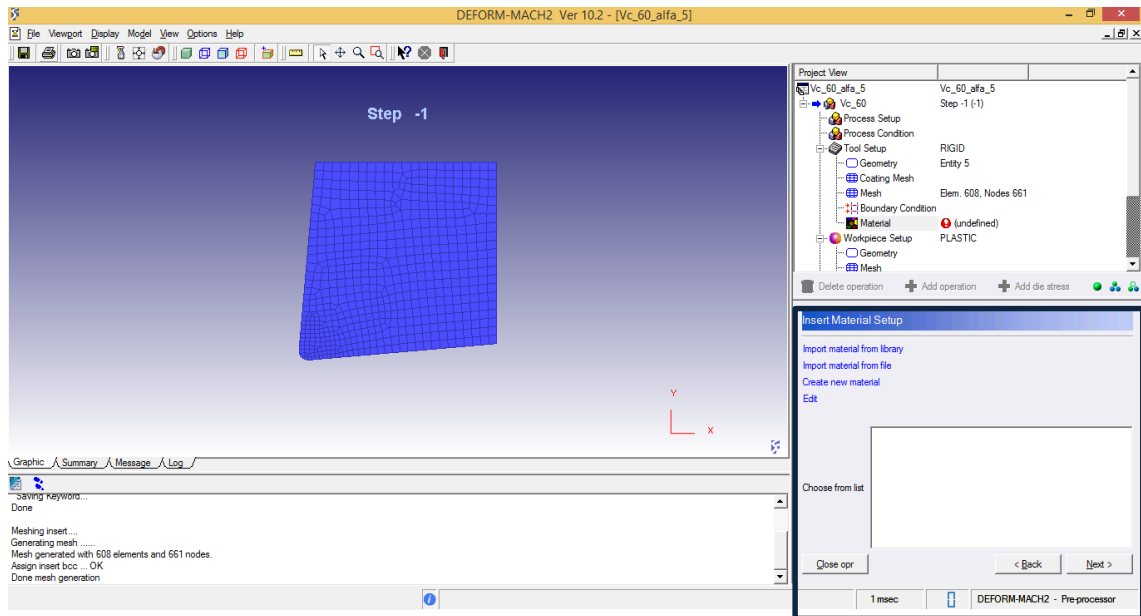 DEFORM-MACH2 Ver 10.2 - [Vc_60_alfa_5]
File Viewport Display Model View Options Help
Step -1
Y
X
Project View
Vc_60_alfa_5 Vc_60_alfa_5
Vc_60 Step -1 (-1)
Process Setup
Process Condition
Tool Setup RIGID
Geometry Entity 5
Coating Mesh
Mesh Elem. 608, Nodes 661
Boundary Condition
Material (undefined)
Workpiece Setup PLASTIC
Geometry
Mesh
Delete operation Add operation Add die stress
Insert Material Setup
Import material from library
Import material from file
Create new material
Edit
Choose from list
Close opr < Back Next >
Graphic Summary Message Log
Saving Keyword...
Done
Meshing insert....
Generating mesh ......
Mesh generated with 608 elements and 661 nodes.
Assign insert bcc ... OK
Done mesh generation
1 msec DEFORM-MACH2 - Pre-processor